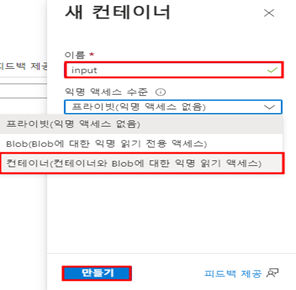 새 컨테이너
이름 *
피드백 제공
input
익명 액세스 수준
프라이빗(익명 액세스 없음)
프라이빗(익명 액세스 없음)
Blob(Blob에 대한 익명 읽기 전용 액세스)
컨테이너(컨테이너와 Blob에 대한 익명 읽기 액세스)
만들기
피드백 제공